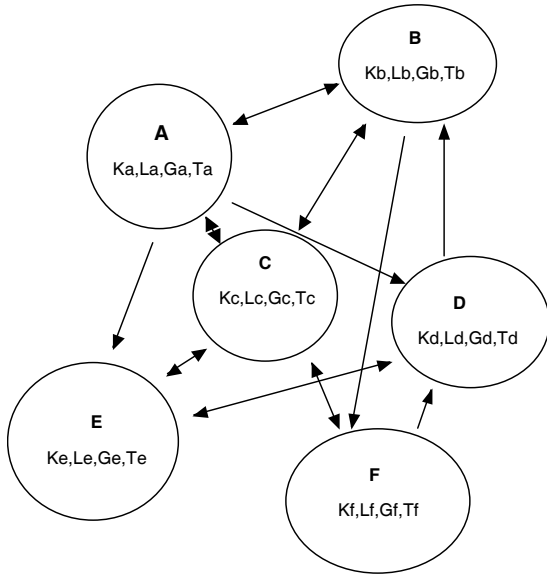 B
Kb,Lb,Gb,Tb
A
Ka,La,Ga,Ta
C
Kc,Lc,Gc,Tc
D
Kd,Ld,Gd,Td
E
Ke,Le,Ge,Te
F
Kf,Lf,Gf,Tf